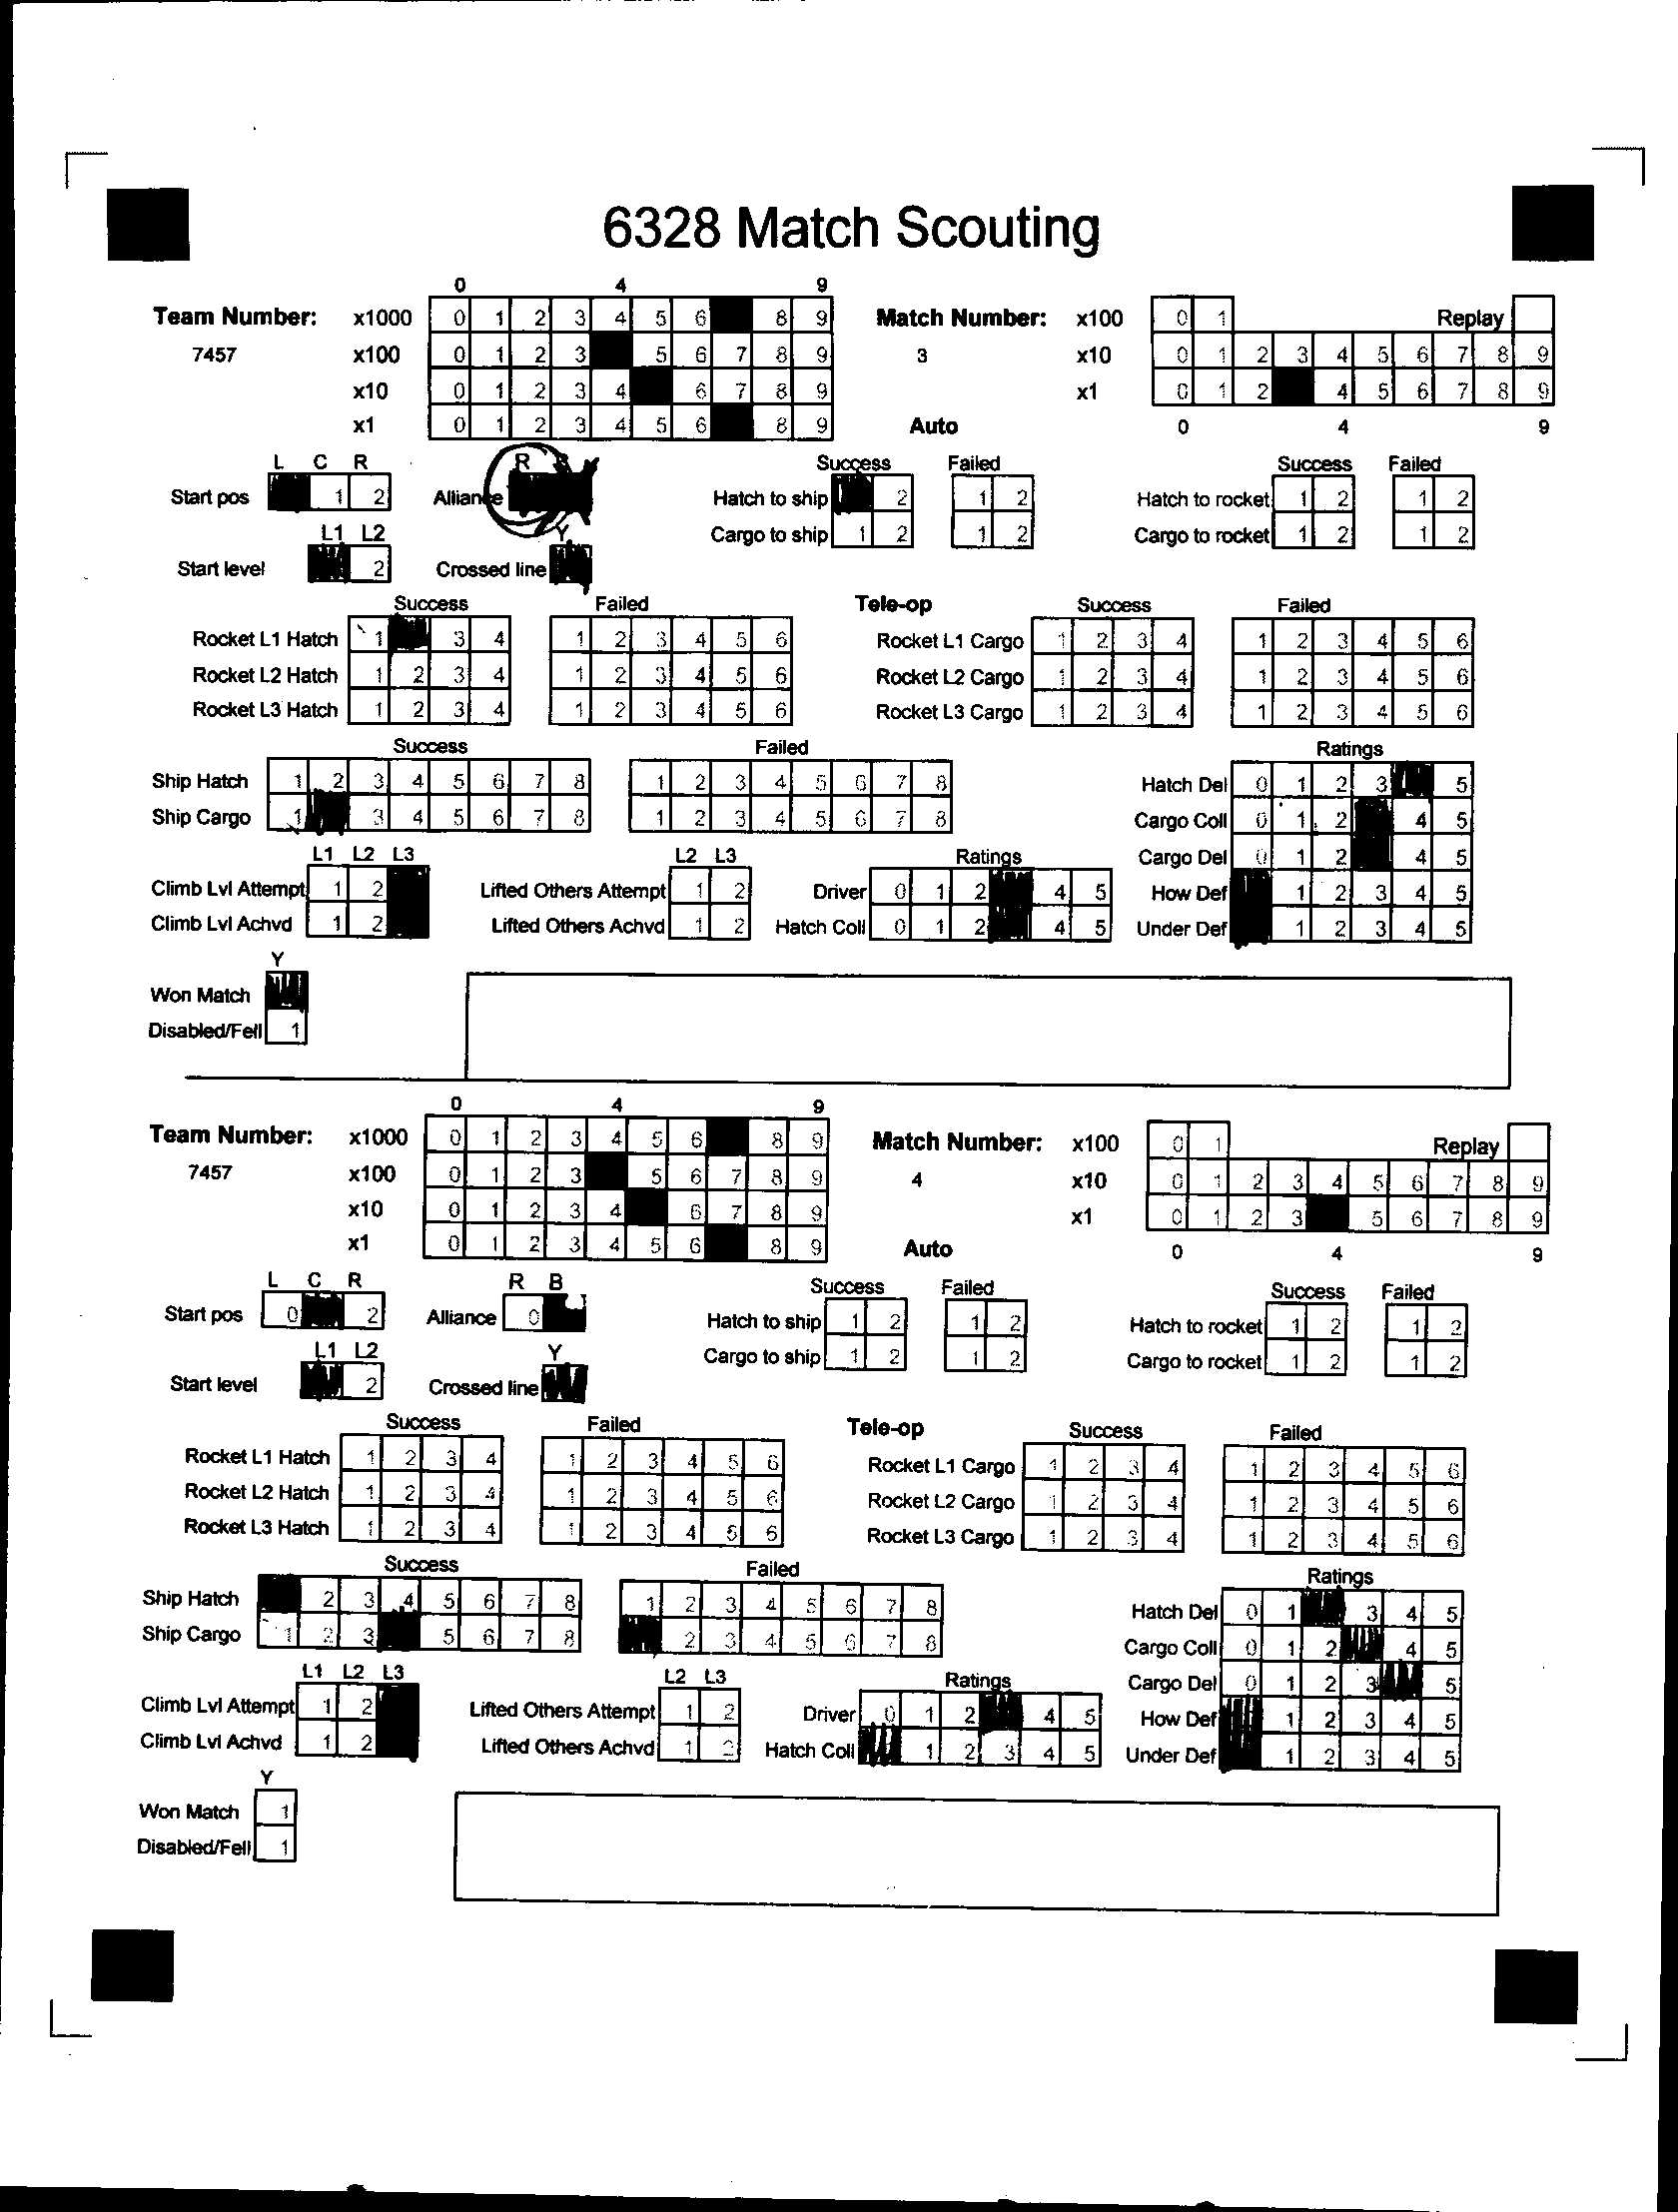 6328 Match Scouting
0 4 9
Team Number: x1000 0 1 2 3 4 5 6 8 9 Match Number: x100 0 1 Replay
7457 x100 0 1 2 3 5 6 7 8 9 3 x10 0 1 2 3 4 5 6 7 8 9
x10 0 1 2 3 4 6 7 8 9 x1 0 1 2 4 5 6 7 8 9
x1 0 1 2 3 4 5 6 8 9 Auto 0 4 9
L C R R Success Failed Success Failed
Start pos 1 2 Alliance Hatch to ship 2 1 2 Hatch to rocket 1 2 1 2
L1 L2 Y Cargo to ship 1 2 1 2 Cargo to rocket 1 2 1 2
Start level 2 Crossed line
Success Failed Tele-op Success Failed
Rocket L1 Hatch 1 3 4 1 2 3 4 5 6 Rocket L1 Cargo 1 2 3 4 1 2 3 4 5 6
Rocket L2 Hatch 1 2 3 4 1 2 3 4 5 6 Rocket L2 Cargo 1 2 3 4 1 2 3 4 5 6
Rocket L3 Hatch 1 2 3 4 1 2 3 4 5 6 Rocket L3 Cargo 1 2 3 4 1 2 3 4 5 6
Success Failed Ratings
Ship Hatch 1 2 3 4 5 6 7 8 1 2 3 4 5 6 7 8 Hatch Del 0 1 2 3 5
Ship Cargo 1 3 4 5 6 7 8 1 2 3 4 5 6 7 8 Cargo Coll 0 1 2 4 5
L1 L2 L3 L2 L3 Ratings Cargo Del 0 1 2 4 5
Climb Lvl Attempt 1 2 Lifted Others Attempt 1 2 Driver 0 1 2 4 5 How Def 1 2 3 4 5
Climb Lvl Achvd 1 2 Lifted Others Achvd 1 2 Hatch Coll 0 1 2 4 5 Under Def 1 2 3 4 5
Y
Won Match
Disabled/Fell 1
0 4 9
Team Number: x1000 0 1 2 3 4 5 6 8 9 Match Number: x100 0 1 Replay
7457 x100 0 1 2 3 5 6 7 8 9 4 x10 0 1 2 3 4 5 6 7 8 9
x10 0 1 2 3 4 6 7 8 9 x1 0 1 2 3 5 6 7 8 9
x1 0 1 2 3 4 5 6 8 9 Auto 0 4 9
L C R R B Success Failed Success Failed
Start pos 0 2 Alliance 0 Hatch to ship 1 2 1 2 Hatch to rocket 1 2 1 2
L1 L2 Y Cargo to ship 1 2 1 2 Cargo to rocket 1 2 1 2
Start level 2 Crossed line
Success Failed Tele-op Success Failed
Rocket L1 Hatch 1 2 3 4 1 2 3 4 5 6 Rocket L1 Cargo 1 2 3 4 1 2 3 4 5 6
Rocket L2 Hatch 1 2 3 4 1 2 3 4 5 6 Rocket L2 Cargo 1 2 3 4 1 2 3 4 5 6
Rocket L3 Hatch 1 2 3 4 1 2 3 4 5 6 Rocket L3 Cargo 1 2 3 4 1 2 3 4 5 6
Success Failed Ratings
Ship Hatch 2 3 4 5 6 7 8 1 2 3 4 5 6 7 8 Hatch Del 0 1 3 4 5
Ship Cargo 1 2 3 5 6 7 8 2 3 4 5 6 7 8 Cargo Coll 0 1 2 4 5
L1 L2 L3 L2 L3 Ratings Cargo Del 0 1 2 3 5
Climb Lvl Attempt 1 2 Lifted Others Attempt 1 2 Driver 0 1 2 4 5 How Def 1 2 3 4 5
Climb Lvl Achvd 1 2 Lifted Others Achvd 1 2 Hatch Coll 1 2 3 4 5 Under Def 1 2 3 4 5
Y
Won Match 1
Disabled/Fell 1